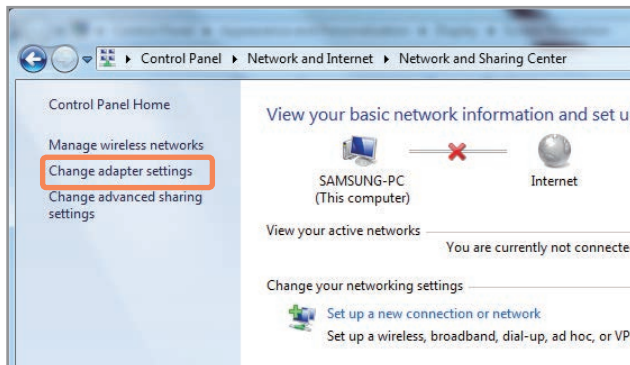 Control Panel ▸ Network and Internet ▸ Network and Sharing Center
Control Panel Home
Manage wireless networks
Change adapter settings
Change advanced sharing
settings
View your basic network information and set u
SAMSUNG-PC
(This computer)
Internet
View your active networks
You are currently not connecte
Change your networking settings
Set up a new connection or network
Set up a wireless, broadband, dial-up, ad hoc, or VP